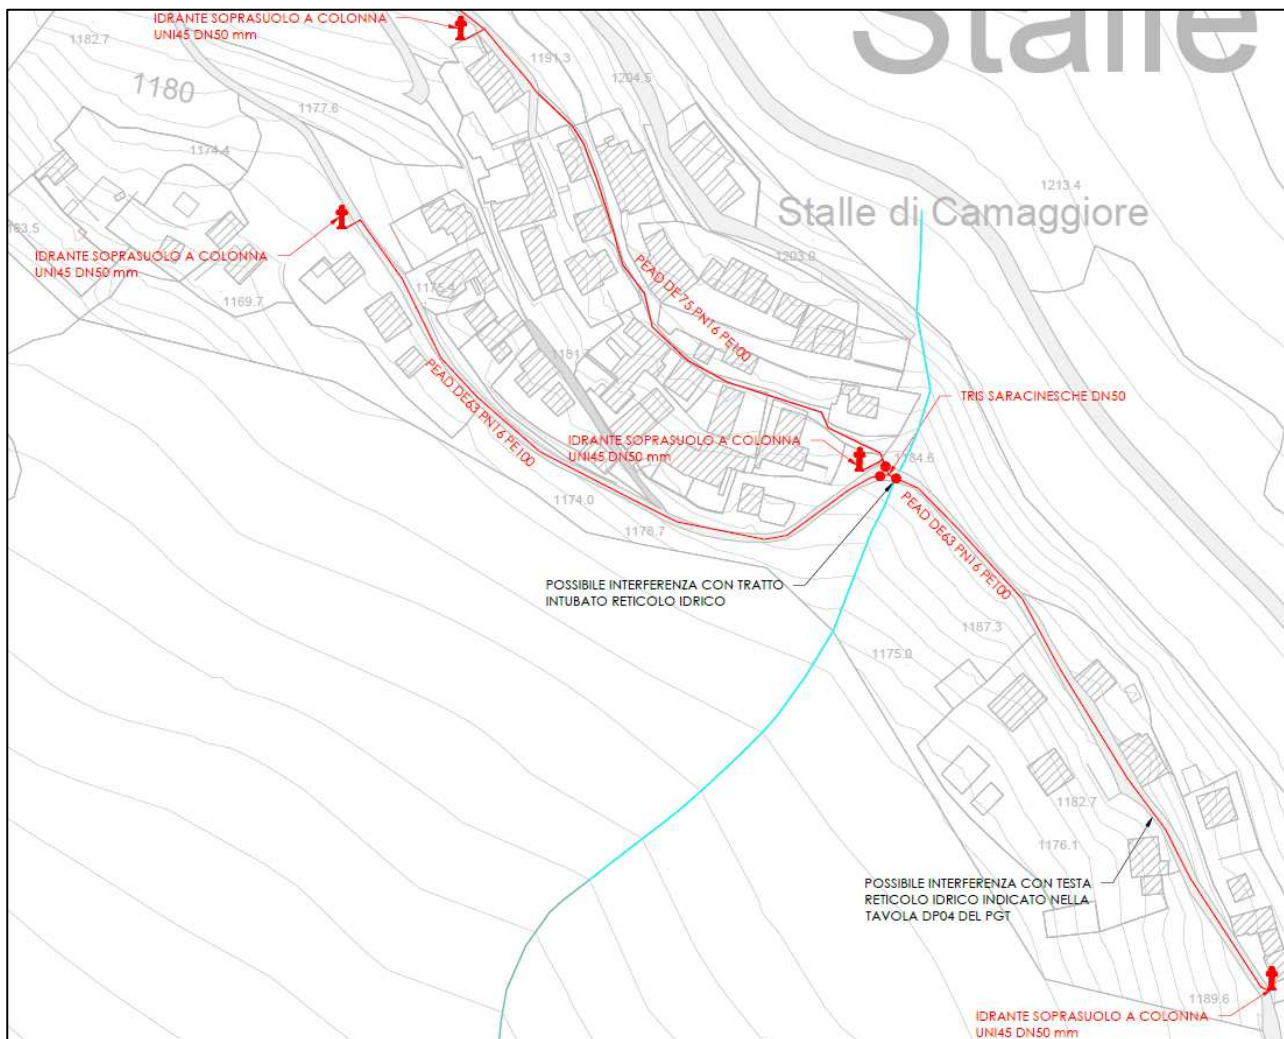 IDRANTE SOPRASUOLO A COLONNA
UNI45 DN50 mm
Stalle
1182.7
1191.3
1204.5
1180
1177.6
1174.4
1213.4
Stalle di Camaggiore
IDRANTE SOPRASUOLO A COLONNA
UNI45 DN50 mm
1203.0
PEAD DE75 PN16 PE100
1175.4
1169.7
1181
PEAD DE63 PN16 PE100
TRIS SARACINESCHE DN50
IDRANTE SOPRASUOLO A COLONNA
UNI45 DN50 mm
1184.6
1174.0
1178.7
PEAD DE63 PN16 PE100
POSSIBILE INTERFERENZA CON TRATTO
INTUBATO RETICOLO IDRICO
1187.3
1175.0
1182.7
1176.1
POSSIBILE INTERFERENZA CON TESTA
RETICOLO IDRICO INDICATO NELLA
TAVOLA DP04 DEL PGT
1189.6
IDRANTE SOPRASUOLO A COLONNA
UNI45 DN50 mm